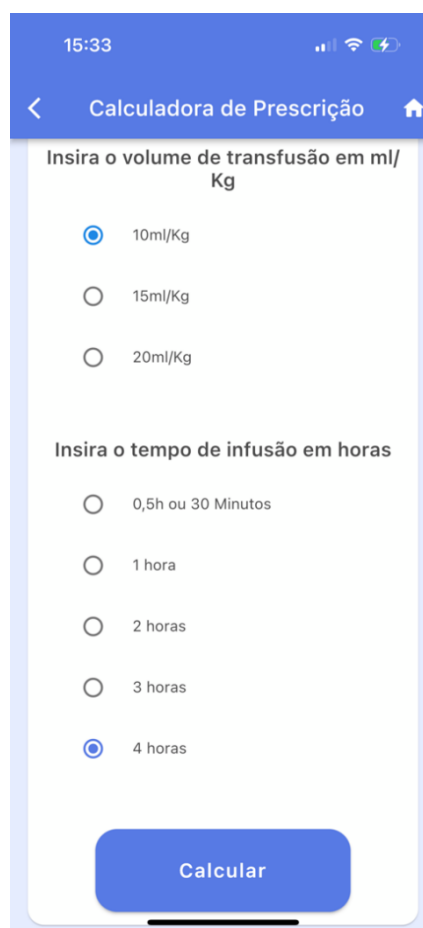 15:33
Calculadora de Prescrição
Insira o volume de transfusão em ml/
Kg
10ml/Kg
15ml/Kg
20ml/Kg
Insira o tempo de infusão em horas
0,5h ou 30 Minutos
1 hora
2 horas
3 horas
4 horas
Calcular